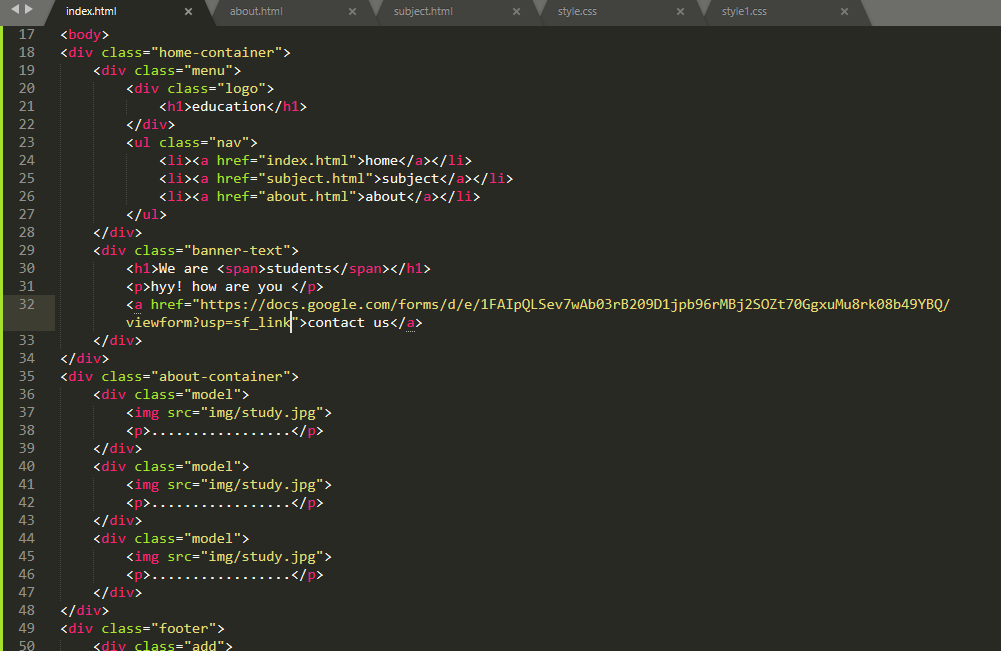 index.html × about.html × subject.html × style.css × style1.css ×
17 <body>
18 <div class="home-container">
19 <div class="menu">
20 <div class="logo">
21 <h1>education</h1>
22 </div>
23 <ul class="nav">
24 <li><a href="index.html">home</a></li>
25 <li><a href="subject.html">subject</a></li>
26 <li><a href="about.html">about</a></li>
27 </ul>
28 </div>
29 <div class="banner-text">
30 <h1>We are <span>students</span></h1>
31 <p>hyy! how are you </p>
32 <a href="https://docs.google.com/forms/d/e/1FAIpQLSev7wAb03rB209D1jpb96rMBj2SOZt70GgxuMu8rk08b49YBQ/
viewform?usp=sf_link">contact us</a>
33 </div>
34 </div>
35 <div class="about-container">
36 <div class="model">
37 <img src="img/study.jpg">
38 <p>.................</p>
39 </div>
40 <div class="model">
41 <img src="img/study.jpg">
42 <p>.................</p>
43 </div>
44 <div class="model">
45 <img src="img/study.jpg">
46 <p>.................</p>
47 </div>
48 </div>
49 <div class="footer">
50 <div class="add">